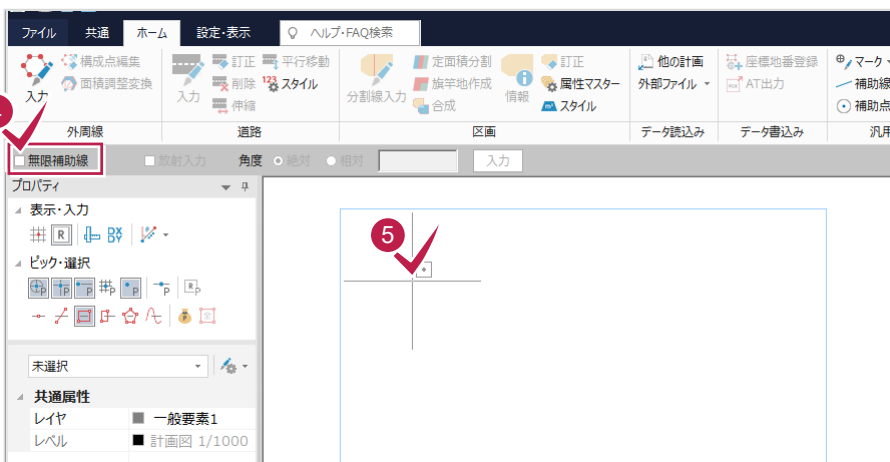 ファイル 共通 ホーム 設定・表示 ヘルプ・FAQ検索
構成点編集 訂正 平行移動 定面積分割 訂正 他の計画 座標地番登録 マーク
面積調整変換 削除 123 スタイル 旗竿地作成 属性マスター 外部ファイル AT出力 補助線
入力 入力 伸縮 分割線入力 合成 情報 スタイル 補助点
外周線 道路 区画 データ読込み データ書込み 汎用
無限補助線 放射入力 角度 絶対 相対 入力
プロパティ
表示・入力
R
ピック・選択
P P P P P P R P
未選択
共通属性
レイヤ 一般要素1
レベル 計画図 1/1000
5